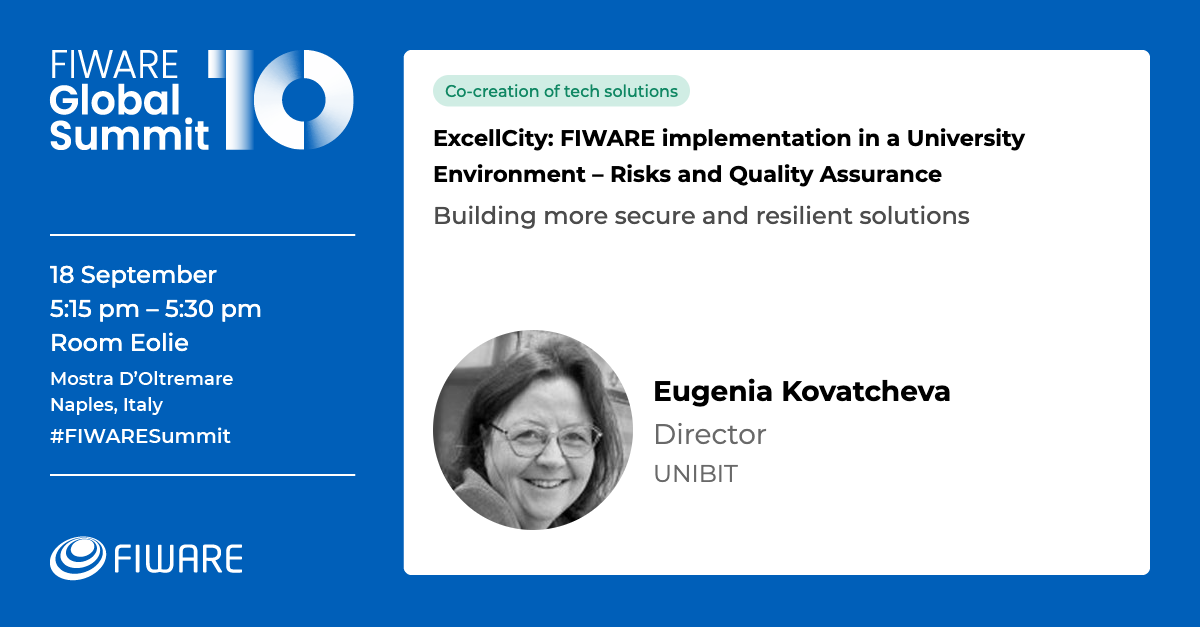 FIWARE
Global
Summit
10
18 September
5:15 pm – 5:30 pm
Room Eolie
Mostra D’Oltremare
Naples, Italy
#FIWARESummit
FIWARE
Co-creation of tech solutions
ExcellCity: FIWARE implementation in a University
Environment – Risks and Quality Assurance
Building more secure and resilient solutions
Eugenia Kovatcheva
Director
UNIBIT